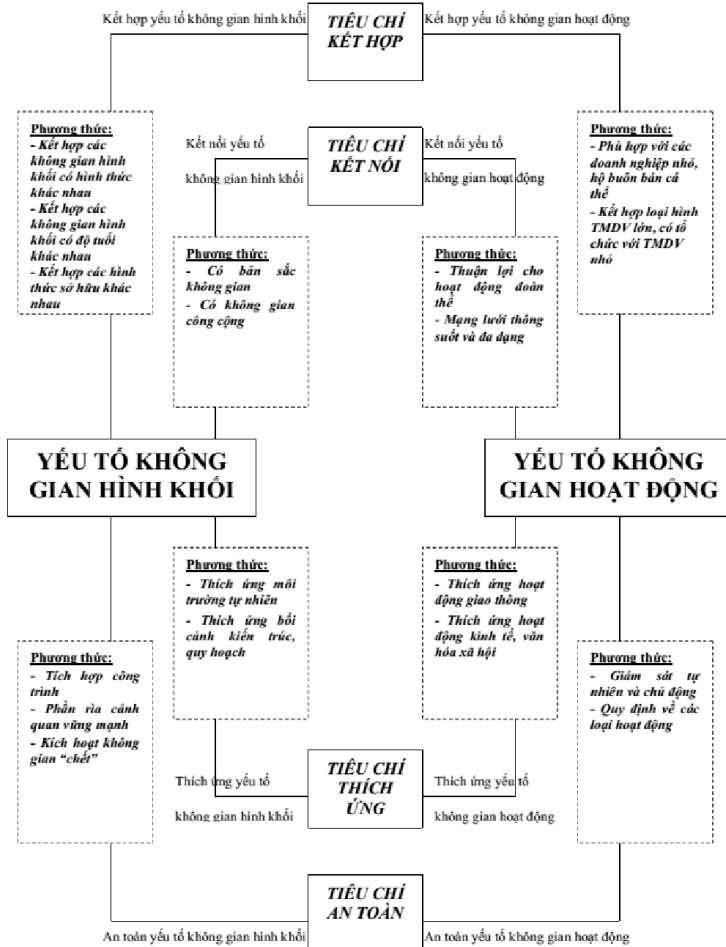 Kết hợp yếu tố không gian hình khối
TIÊU CHÍ
KẾT HỢP
Kết hợp yếu tố không gian hoạt động
Phương thức:
- Kết hợp các
không gian hình
khối có hình thức
khác nhau
- Kết hợp các
không gian hình
khối có độ tuổi
khác nhau
- Kết hợp các hình
thức sở hữu khác
nhau
Kết nối yếu tố
không gian hình khối
TIÊU CHÍ
KẾT NỐI
Kết nối yếu tố
không gian hoạt động
Phương thức:
- Phù hợp với các
doanh nghiệp nhỏ,
hộ buôn bán cá
thể
- Kết hợp loại hình
TMDV lớn, có tổ
chức với TMDV
nhỏ
Phương thức:
- Có bản sắc
không gian
- Có không gian
công cộng
Phương thức:
- Thuận lợi cho
hoạt động đoàn
thể
- Mạng lưới thông
suốt và đa dạng
YẾU TỐ KHÔNG
GIAN HÌNH KHỐI
YẾU TỐ KHÔNG
GIAN HOẠT ĐỘNG
Phương thức:
- Thích ứng môi
trường tự nhiên
- Thích ứng bối
cảnh kiến trúc,
quy hoạch
Phương thức:
- Thích ứng hoạt
động giao thông
- Thích ứng hoạt
động kinh tế, văn
hóa xã hội
Phương thức:
- Tích hợp công
trình
- Phần rìa cảnh
quan vững mạnh
- Kích hoạt không
gian “chết”
Phương thức:
- Giám sát tự
nhiên và chủ động
- Quy định về các
loại hoạt động
Thích ứng yếu tố
không gian hình khối
TIÊU CHÍ
THÍCH
ỨNG
Thích ứng yếu tố
không gian hoạt động
An toàn yếu tố không gian hình khối
TIÊU CHÍ
AN TOÀN
An toàn yếu tố không gian hoạt động